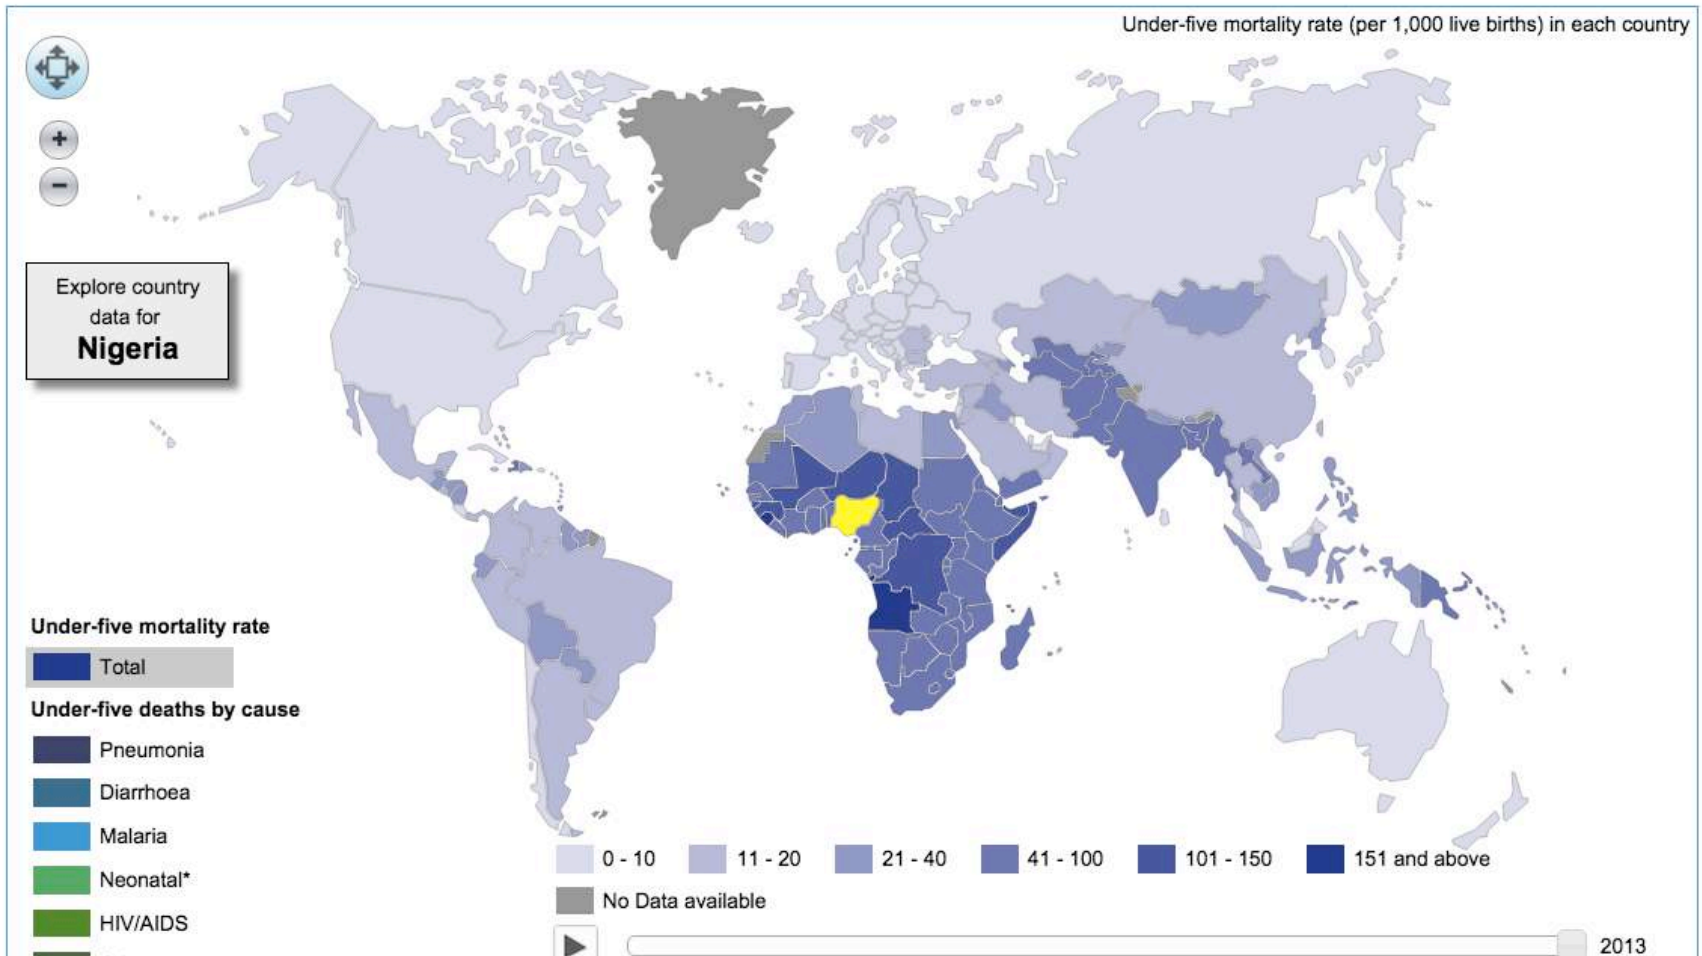 Under-five mortality rate (per 1,000 live births) in each country
+
−
Explore country
data for
Nigeria
Under-five mortality rate
Total
Under-five deaths by cause
Pneumonia
Diarrhoea
Malaria
Neonatal*
HIV/AIDS
0 - 10
11 - 20
21 - 40
41 - 100
101 - 150
151 and above
No Data available
2013